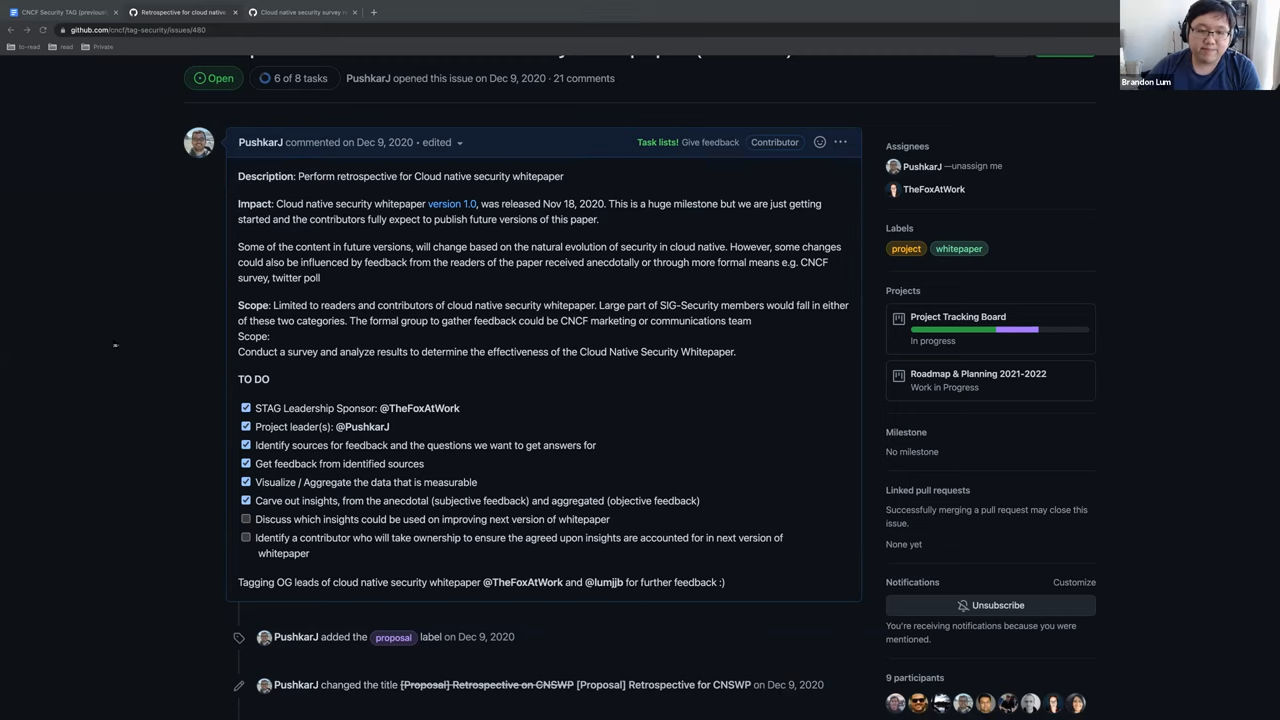 CNCF Security TAG (previously
Retrospective for cloud native
Cloud native security survey r
github.com/cncf/tag-security/issues/480
to-read
read
Private
Brandon Lum
Open
6 of 8 tasks
PushkarJ opened this issue on Dec 9, 2020 · 21 comments
PushkarJ commented on Dec 9, 2020 • edited
Task lists! Give feedback
Contributor
Description: Perform retrospective for Cloud native security whitepaper
Impact: Cloud native security whitepaper version 1.0, was released Nov 18, 2020. This is a huge milestone but we are just getting
started and the contributors fully expect to publish future versions of this paper.
Some of the content in future versions, will change based on the natural evolution of security in cloud native. However, some changes
could also be influenced by feedback from the readers of the paper received anecdotally or through more formal means e.g. CNCF
survey, twitter poll
Scope: Limited to readers and contributors of cloud native security whitepaper. Large part of SIG-Security members would fall in either
of these two categories. The formal group to gather feedback could be CNCF marketing or communications team
Scope:
Conduct a survey and analyze results to determine the effectiveness of the Cloud Native Security Whitepaper.
TO DO
STAG Leadership Sponsor: @TheFoxAtWork
Project leader(s): @PushkarJ
Identify sources for feedback and the questions we want to get answers for
Get feedback from identified sources
Visualize / Aggregate the data that is measurable
Carve out insights, from the anecdotal (subjective feedback) and aggregated (objective feedback)
Discuss which insights could be used on improving next version of whitepaper
Identify a contributor who will take ownership to ensure the agreed upon insights are accounted for in next version of
whitepaper
Tagging OG leads of cloud native security whitepaper @TheFoxAtWork and @lumjjb for further feedback :)
PushkarJ added the proposal label on Dec 9, 2020
PushkarJ changed the title [Proposal] Retrospective on CNSWP [Proposal] Retrospective for CNSWP on Dec 9, 2020
Assignees
PushkarJ —unassign me
TheFoxAtWork
Labels
project
whitepaper
Projects
Project Tracking Board
In progress
Roadmap & Planning 2021-2022
Work in Progress
Milestone
No milestone
Linked pull requests
Successfully merging a pull request may close this
issue.
None yet
Notifications
Customize
Unsubscribe
You're receiving notifications because you were
mentioned.
9 participants